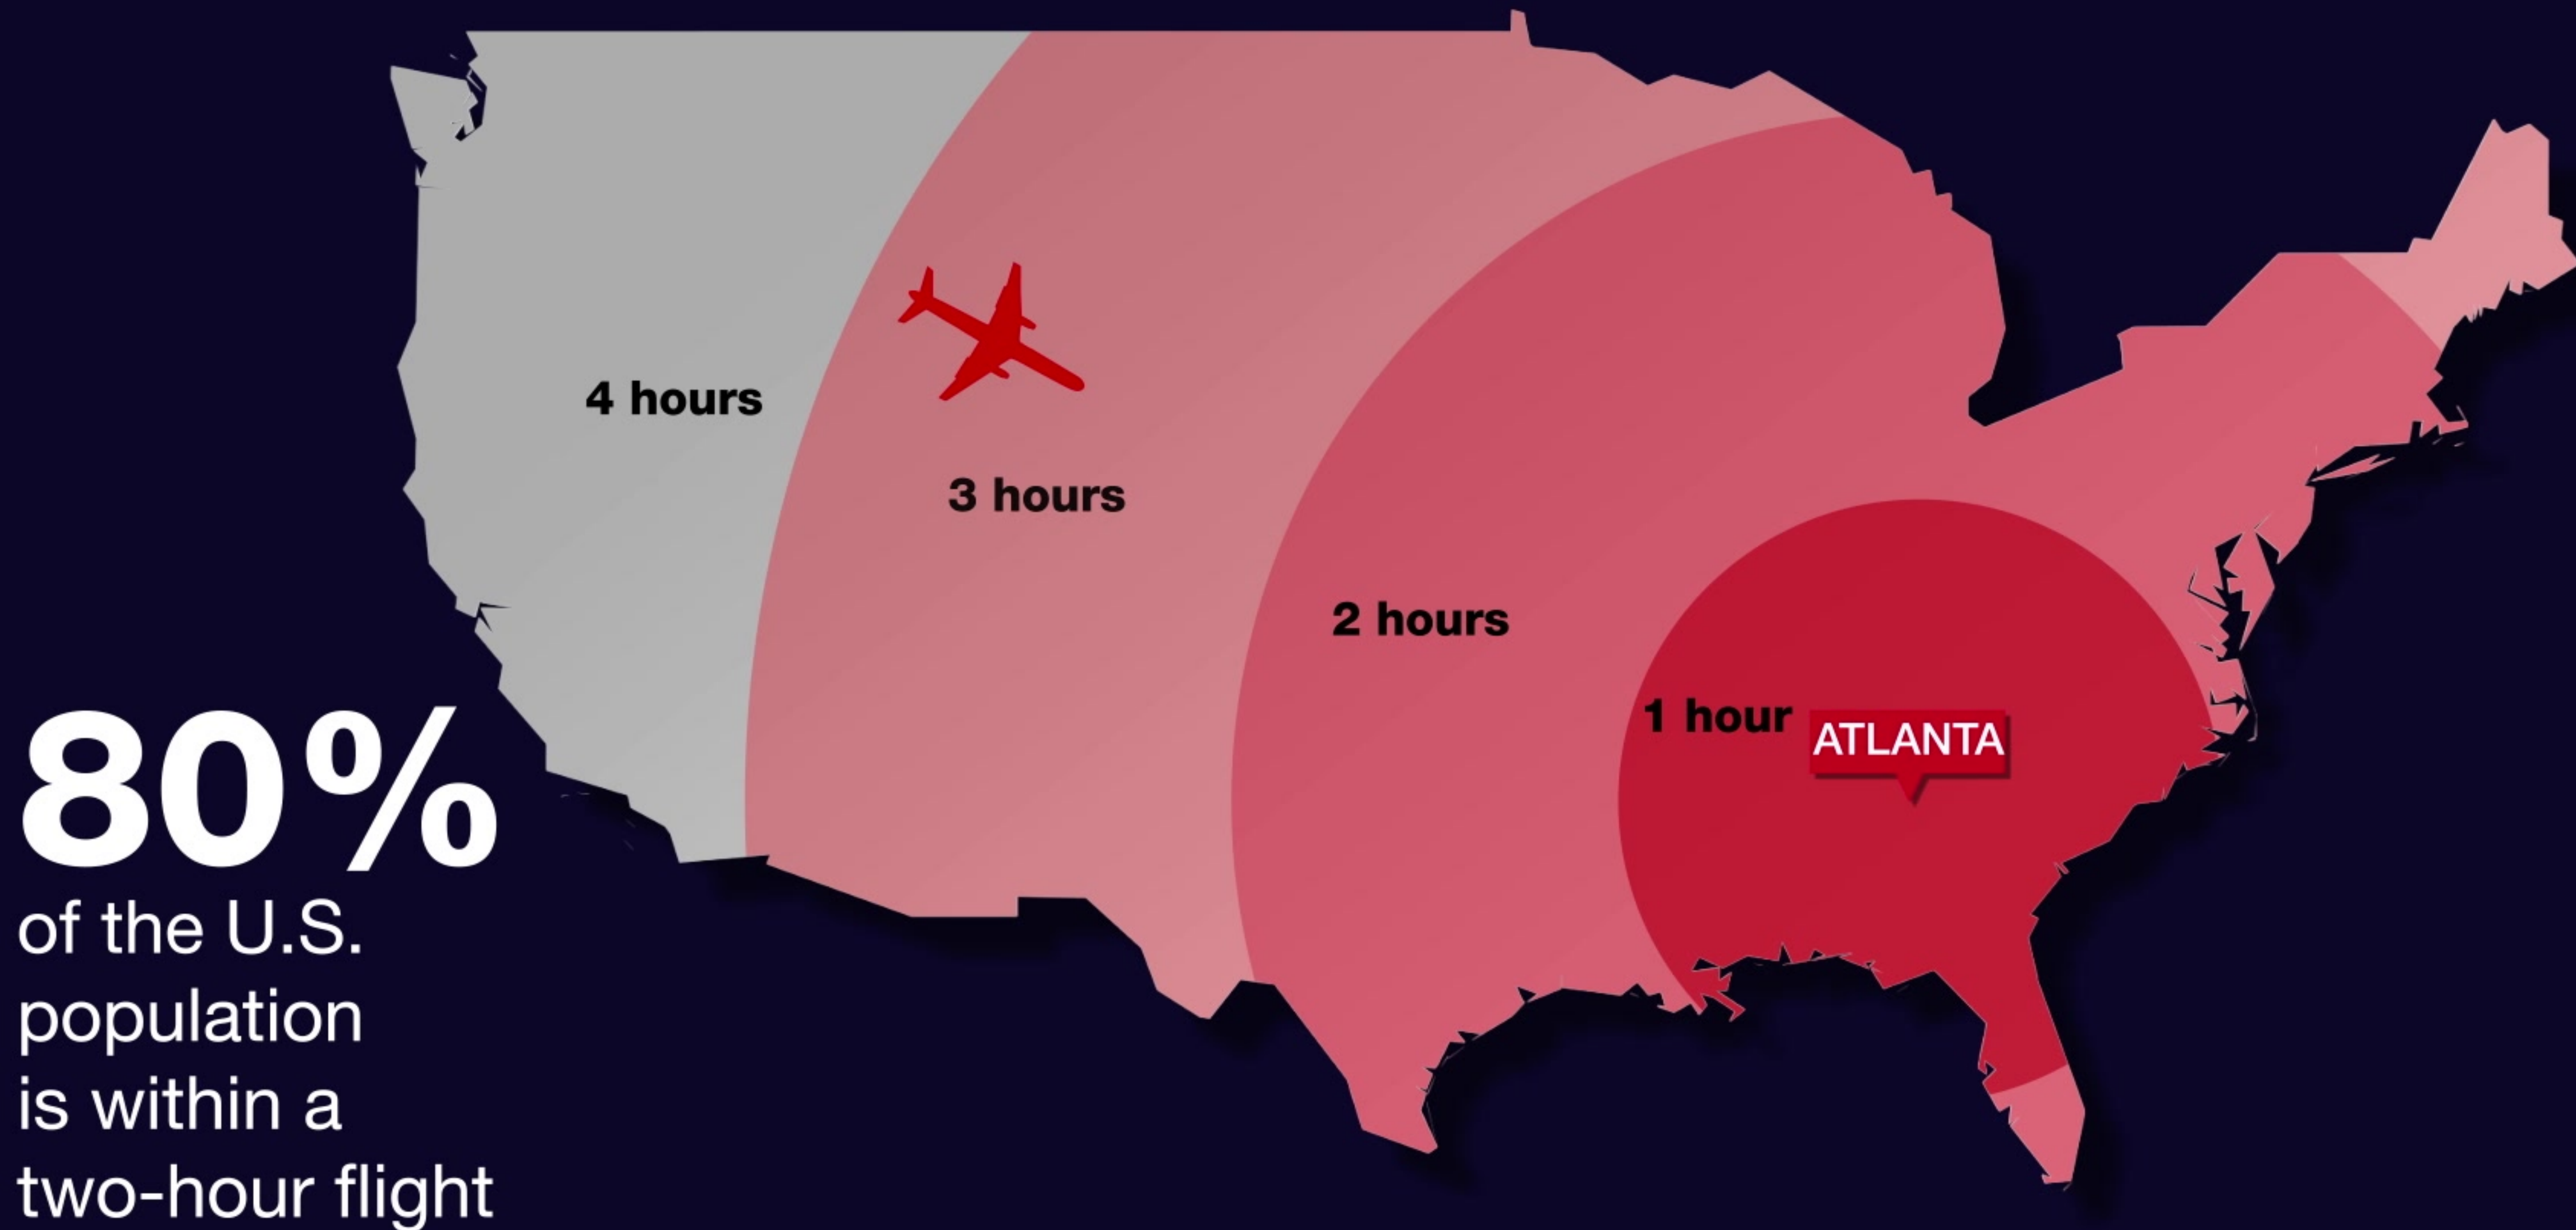 4 hours
3 hours
2 hours
1 hour
ATLANTA
80%
of the U.S.
population
is within a
two-hour flight